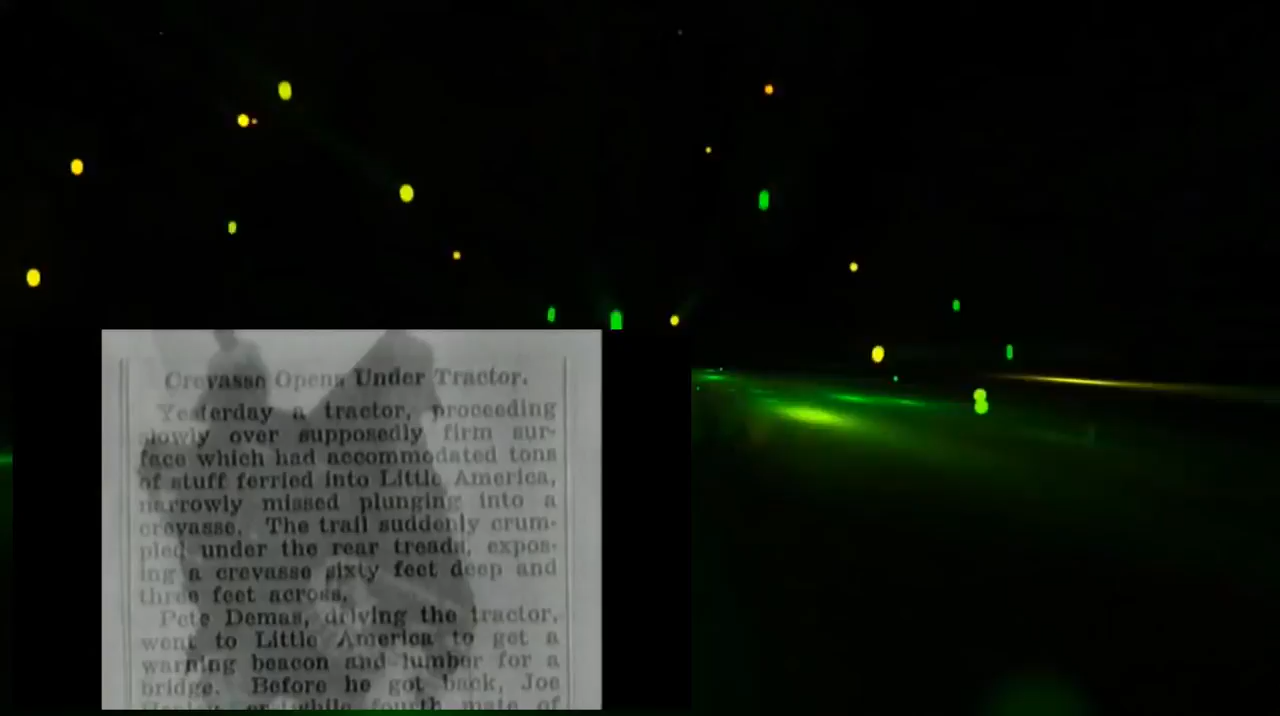 Crevasse Opens Under Tractor.
Yesterday a tractor, proceeding
slowly over supposedly firm sur-
face which had accommodated tons
of stuff ferried into Little America,
narrowly missed plunging into a
crevasse. The trail suddenly crum-
pled under the rear treads, expos-
ing a crevasse sixty feet deep and
three feet across.
Pete Demas, driving the tractor,
went to Little America to get a
warning beacon and lumber for a
bridge. Before he got back, Joe
fourth mate of